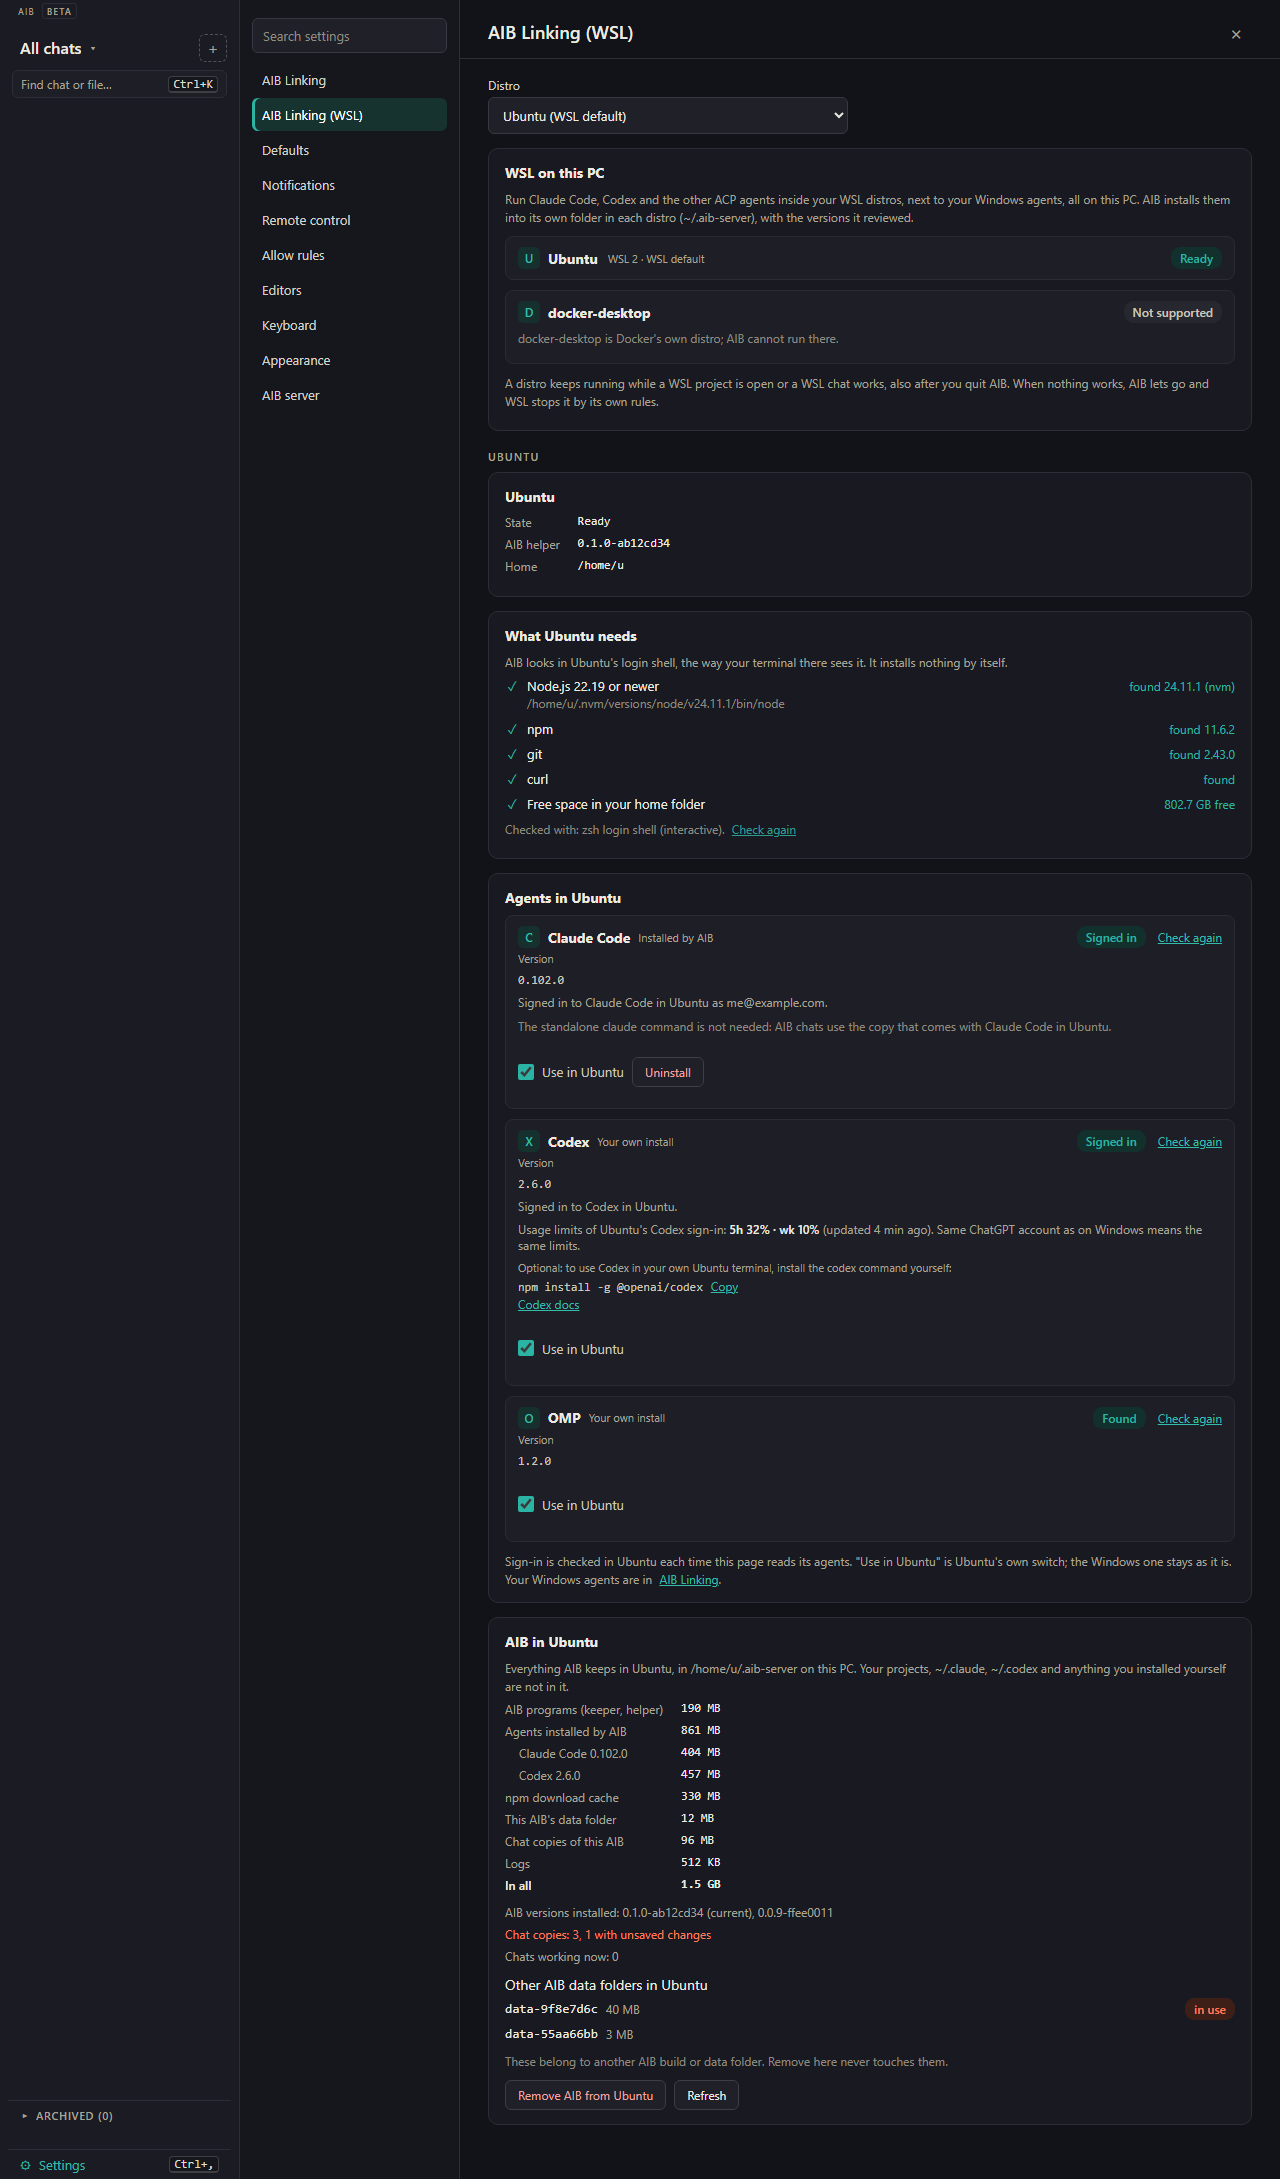 AIB BETA
All chats
+
Find chat or file... Ctrl+K
ARCHIVED (0)
Settings Ctrl+,
Search settings
AIB Linking
AIB Linking (WSL)
Defaults
Notifications
Remote control
Allow rules
Editors
Keyboard
Appearance
AIB server
AIB Linking (WSL)
Distro
Ubuntu (WSL default)
WSL on this PC
Run Claude Code, Codex and the other ACP agents inside your WSL distros, next to your Windows agents, all on this PC. AIB installs them
into its own folder in each distro (~/.aib-server), with the versions it reviewed.
U Ubuntu WSL 2 · WSL default Ready
D docker-desktop Not supported
docker-desktop is Docker's own distro; AIB cannot run there.
A distro keeps running while a WSL project is open or a WSL chat works, also after you quit AIB. When nothing works, AIB lets go and
WSL stops it by its own rules.
UBUNTU
Ubuntu
State Ready
AIB helper 0.1.0-ab12cd34
Home /home/u
What Ubuntu needs
AIB looks in Ubuntu's login shell, the way your terminal there sees it. It installs nothing by itself.
✓ Node.js 22.19 or newer found 24.11.1 (nvm)
/home/u/.nvm/versions/node/v24.11.1/bin/node
✓ npm found 11.6.2
✓ git found 2.43.0
✓ curl found
✓ Free space in your home folder 802.7 GB free
Checked with: zsh login shell (interactive). Check again
Agents in Ubuntu
C Claude Code Installed by AIB Signed in Check again
Version
0.102.0
Signed in to Claude Code in Ubuntu as me@example.com.
The standalone claude command is not needed: AIB chats use the copy that comes with Claude Code in Ubuntu.
Use in Ubuntu Uninstall
X Codex Your own install Signed in Check again
Version
2.6.0
Signed in to Codex in Ubuntu.
Usage limits of Ubuntu's Codex sign-in: 5h 32% · wk 10% (updated 4 min ago). Same ChatGPT account as on Windows means the
same limits.
Optional: to use Codex in your own Ubuntu terminal, install the codex command yourself:
npm install -g @openai/codex Copy
Codex docs
Use in Ubuntu
O OMP Your own install Found Check again
Version
1.2.0
Use in Ubuntu
Sign-in is checked in Ubuntu each time this page reads its agents. "Use in Ubuntu" is Ubuntu's own switch; the Windows one stays as it is.
Your Windows agents are in AIB Linking.
AIB in Ubuntu
Everything AIB keeps in Ubuntu, in /home/u/.aib-server on this PC. Your projects, ~/.claude, ~/.codex and anything you installed yourself
are not in it.
AIB programs (keeper, helper) 190 MB
Agents installed by AIB 861 MB
Claude Code 0.102.0 404 MB
Codex 2.6.0 457 MB
npm download cache 330 MB
This AIB's data folder 12 MB
Chat copies of this AIB 96 MB
Logs 512 KB
In all 1.5 GB
AIB versions installed: 0.1.0-ab12cd34 (current), 0.0.9-ffee0011
Chat copies: 3, 1 with unsaved changes
Chats working now: 0
Other AIB data folders in Ubuntu
data-9f8e7d6c 40 MB in use
data-55aa66bb 3 MB
These belong to another AIB build or data folder. Remove here never touches them.
Remove AIB from Ubuntu Refresh